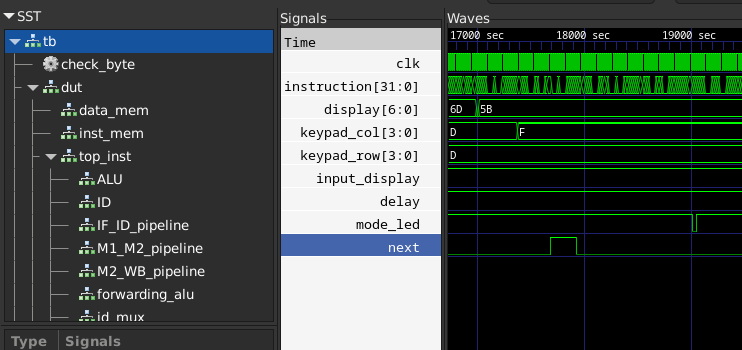 SST
tb
check_byte
dut
data_mem
inst_mem
top_inst
ALU
ID
IF_ID_pipeline
M1_M2_pipeline
M2_WB_pipeline
forwarding_alu
id_mux
Type Signals
Signals
Time
clk
instruction[31:0]
display[6:0]
keypad_col[3:0]
keypad_row[3:0]
input_display
delay
mode_led
next
Waves
17000 sec 18000 sec 19000 sec
6D 5B
D F
D